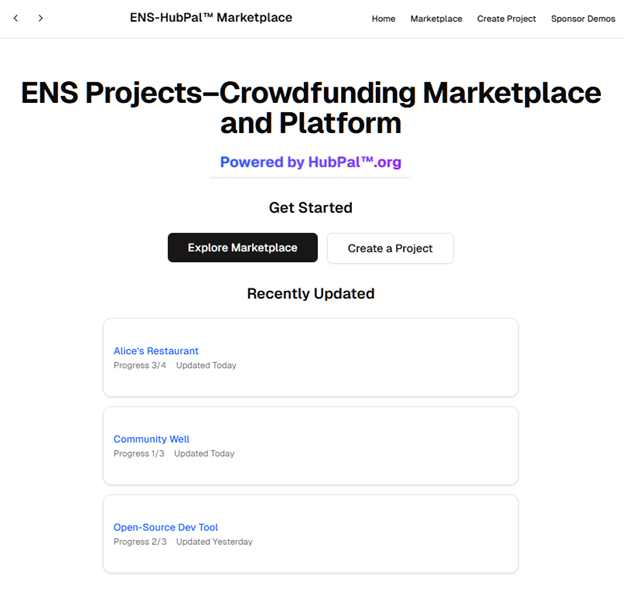 ENS-HubPal™ Marketplace
Home Marketplace Create Project Sponsor Demos
ENS Projects–Crowdfunding Marketplace
and Platform
Powered by HubPal™.org
Get Started
Explore Marketplace Create a Project
Recently Updated
Alice's Restaurant
Progress 3/4 Updated Today
Community Well
Progress 1/3 Updated Today
Open-Source Dev Tool
Progress 2/3 Updated Yesterday